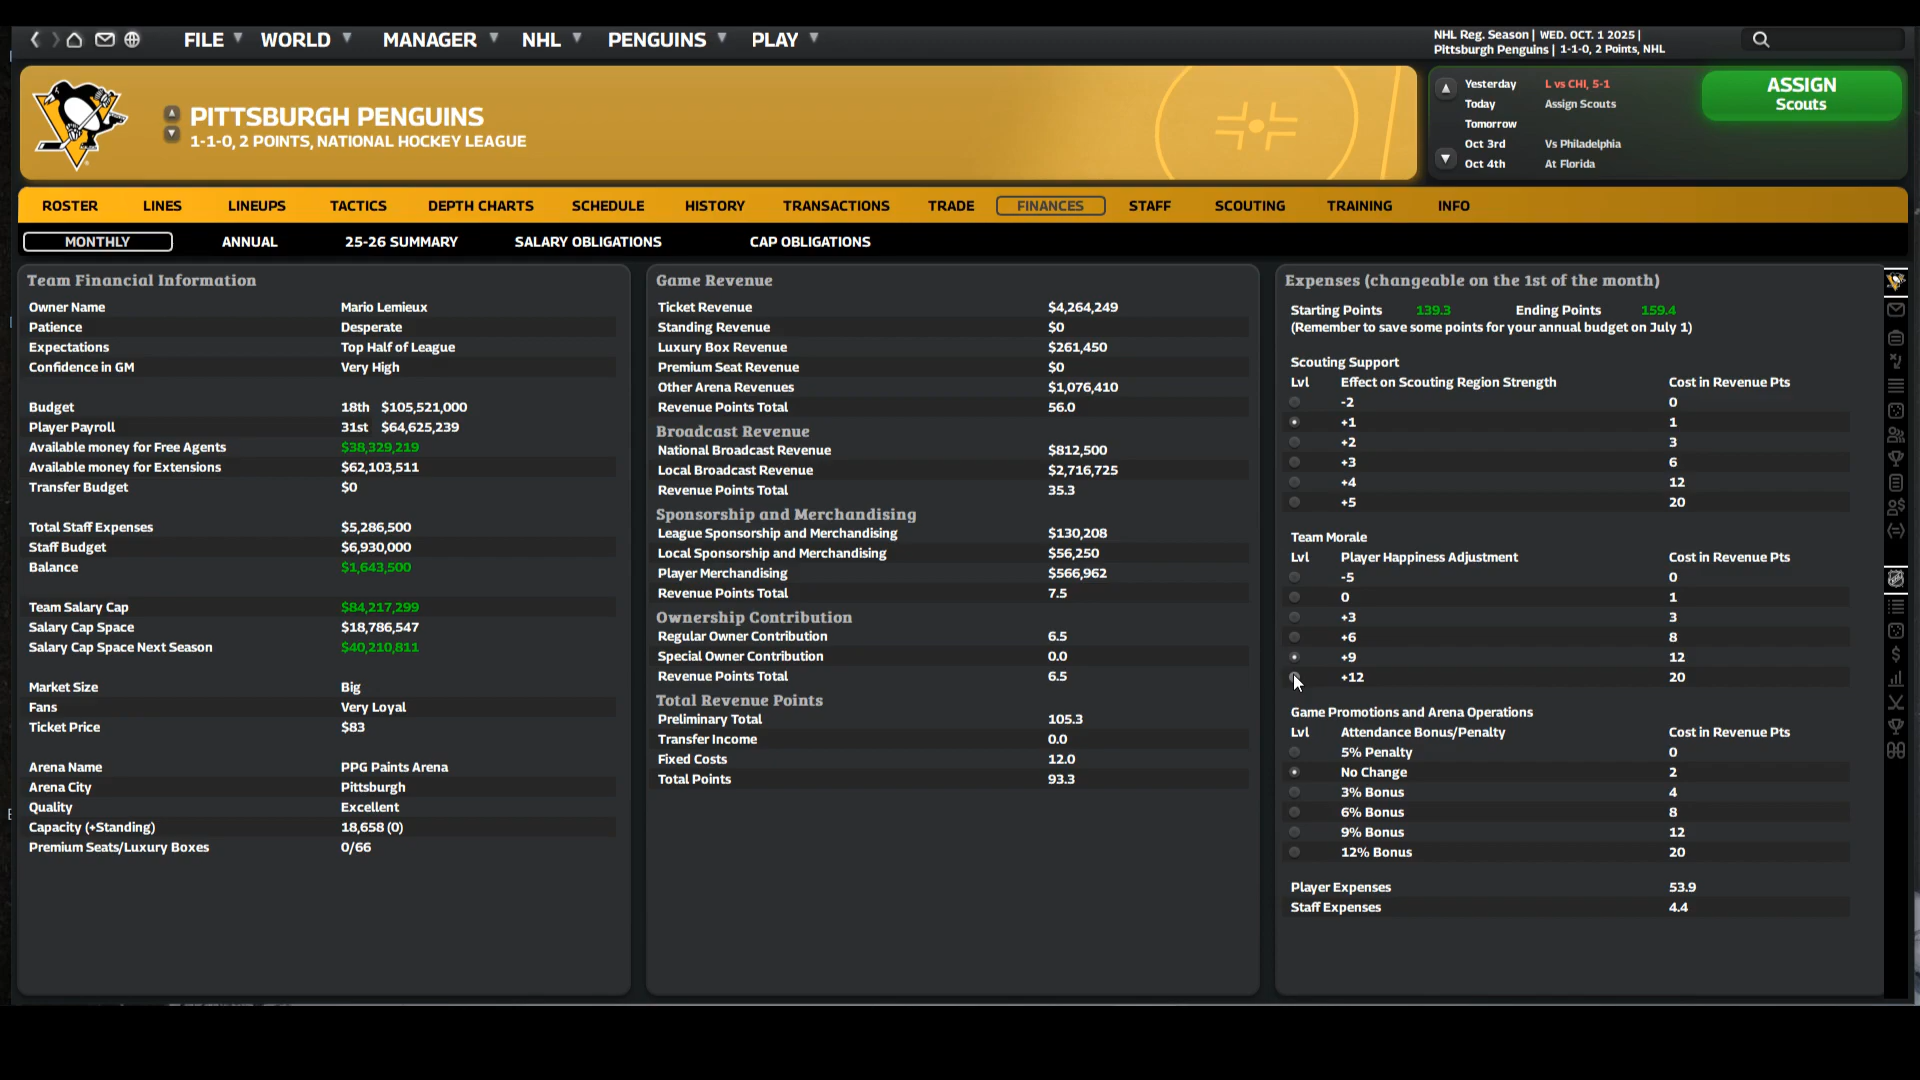 FILE WORLD MANAGER NHL PENGUINS PLAY
NHL Reg. Season | WED. OCT. 1 2025 |
Pittsburgh Penguins | 1-1-0, 2 Points, NHL
PITTSBURGH PENGUINS
1-1-0, 2 POINTS, NATIONAL HOCKEY LEAGUE
Yesterday L vs CHI, 5-1
Today Assign Scouts
Tomorrow
Oct 3rd Vs Philadelphia
Oct 4th At Florida
ASSIGN
Scouts
ROSTER LINES LINEUPS TACTICS DEPTH CHARTS SCHEDULE HISTORY TRANSACTIONS TRADE FINANCES STAFF SCOUTING TRAINING INFO
MONTHLY ANNUAL 25-26 SUMMARY SALARY OBLIGATIONS CAP OBLIGATIONS
Team Financial Information
Owner Name Mario Lemieux
Patience Desperate
Expectations Top Half of League
Confidence in GM Very High
Budget 18th $105,521,000
Player Payroll 31st $64,625,239
Available money for Free Agents $38,329,219
Available money for Extensions $62,103,511
Transfer Budget $0
Total Staff Expenses $5,286,500
Staff Budget $6,930,000
Balance $1,643,500
Team Salary Cap $84,217,299
Salary Cap Space $18,786,547
Salary Cap Space Next Season $40,210,811
Market Size Big
Fans Very Loyal
Ticket Price $83
Arena Name PPG Paints Arena
Arena City Pittsburgh
Quality Excellent
Capacity (+Standing) 18,658 (0)
Premium Seats/Luxury Boxes 0/66
Game Revenue
Ticket Revenue $4,264,249
Standing Revenue $0
Luxury Box Revenue $261,450
Premium Seat Revenue $0
Other Arena Revenues $1,076,410
Revenue Points Total 56.0
Broadcast Revenue
National Broadcast Revenue $812,500
Local Broadcast Revenue $2,716,725
Revenue Points Total 35.3
Sponsorship and Merchandising
League Sponsorship and Merchandising $130,208
Local Sponsorship and Merchandising $56,250
Player Merchandising $566,962
Revenue Points Total 7.5
Ownership Contribution
Regular Owner Contribution 6.5
Special Owner Contribution 0.0
Revenue Points Total 6.5
Total Revenue Points
Preliminary Total 105.3
Transfer Income 0.0
Fixed Costs 12.0
Total Points 93.3
Expenses (changeable on the 1st of the month)
Starting Points 139.3 Ending Points 159.4
(Remember to save some points for your annual budget on July 1)
Scouting Support
Lvl Effect on Scouting Region Strength Cost in Revenue Pts
-2 0
+1 1
+2 3
+3 6
+4 12
+5 20
Team Morale
Lvl Player Happiness Adjustment Cost in Revenue Pts
-5 0
0 1
+3 3
+6 8
+9 12
+12 20
Game Promotions and Arena Operations
Lvl Attendance Bonus/Penalty Cost in Revenue Pts
5% Penalty 0
No Change 2
3% Bonus 4
6% Bonus 8
9% Bonus 12
12% Bonus 20
Player Expenses 53.9
Staff Expenses 4.4